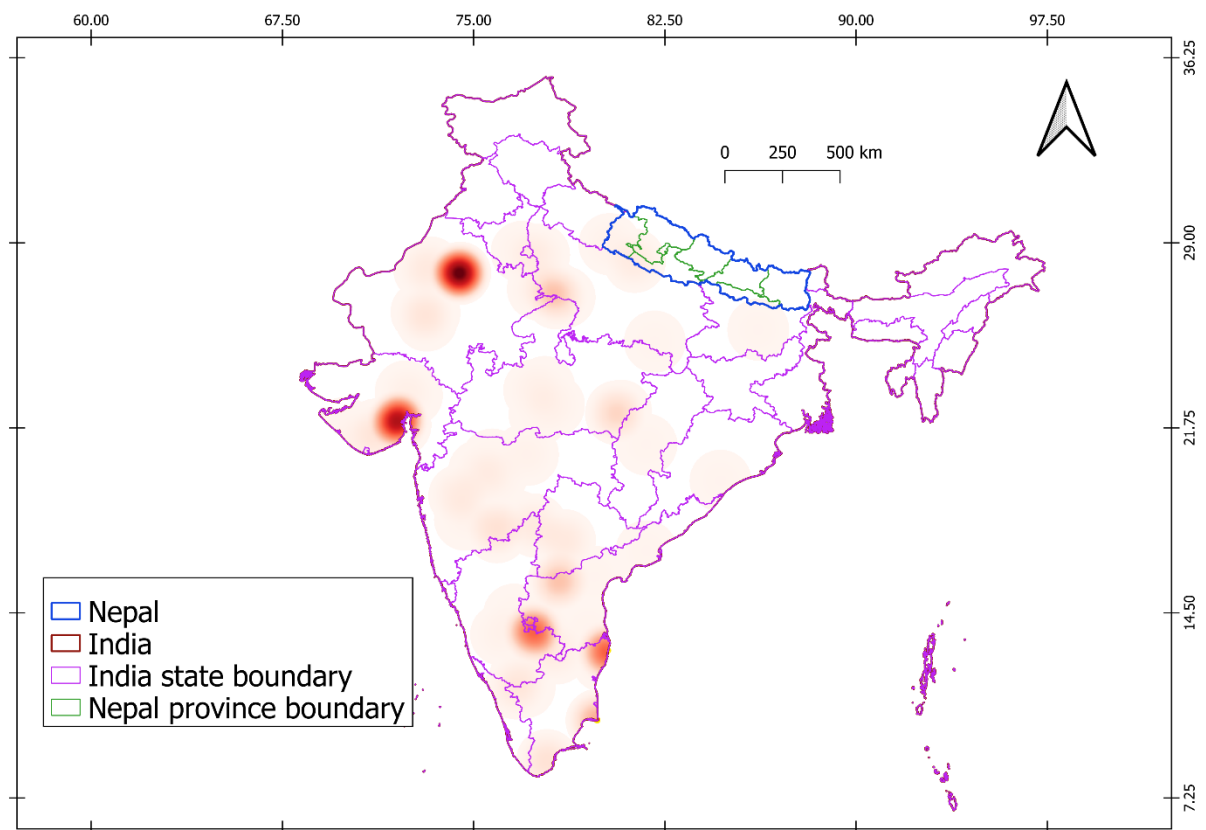 60.00 67.50 75.00 82.50 90.00 97.50
36.25
0 250 500 km
29.00
21.75
14.50
Nepal
India
India state boundary
Nepal province boundary
7.25